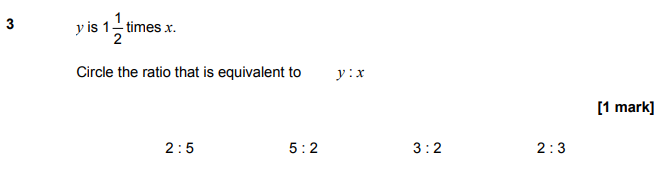 3 y is 1 1/2 times x.
Circle the ratio that is equivalent to y : x
[1 mark]
2 : 5 5 : 2 3 : 2 2 : 3